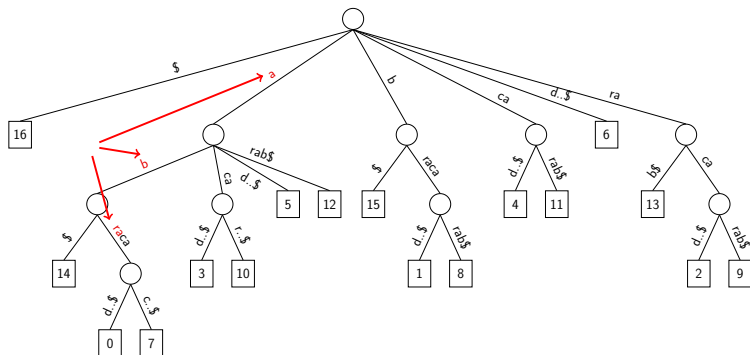 $
a
b
ca
d..$
ra
16
b
6
ca
d..$
rab$
$
raca
d..$
rab$
b$
ca
5
12
15
4
11
13
$
raca
d..$
r..$
d..$
rab$
d..$
rab$
14
3
10
1
8
2
9
d..$
c..$
0
7